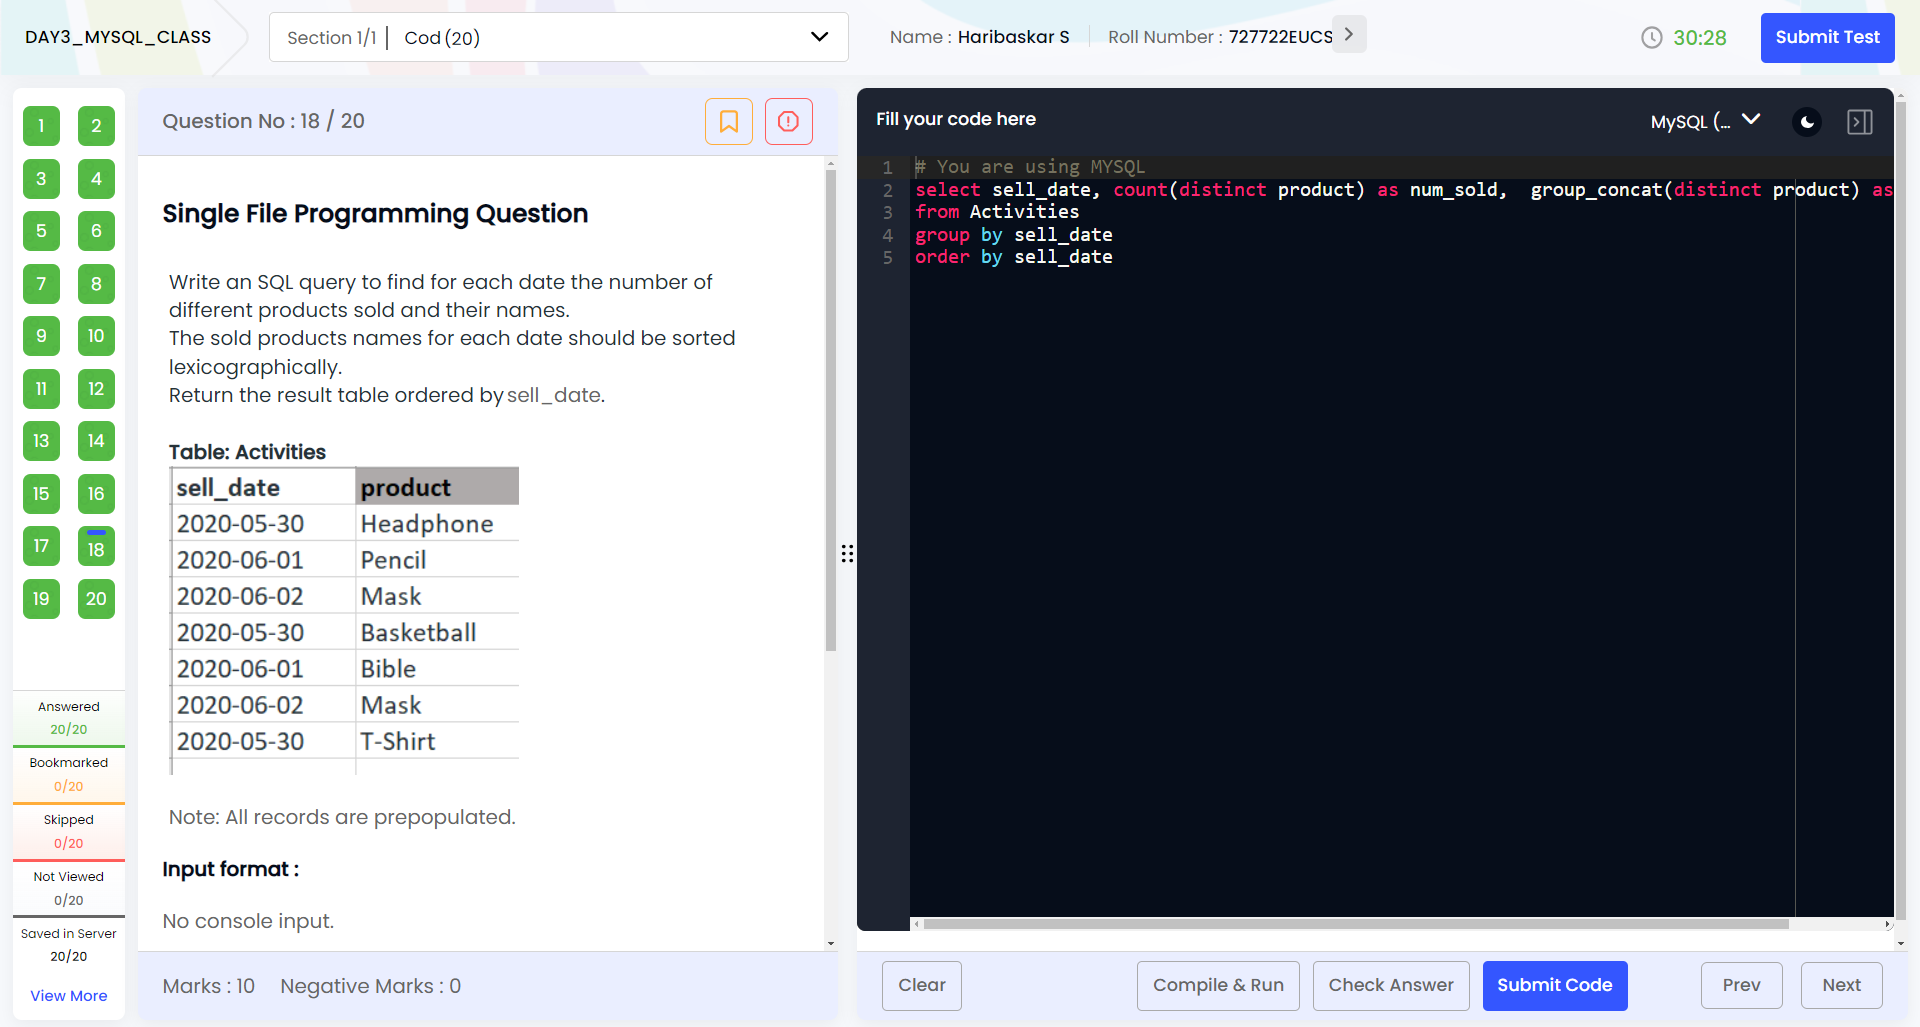 DAY3_MYSQL_CLASS
Section 1/1 | Cod (20)
Name : Haribaskar S
Roll Number : 727722EUCS
30:28
Submit Test
1 2
3 4
5 6
7 8
9 10
11 12
13 14
15 16
17 18
19 20
Answered
20/20
Bookmarked
0/20
Skipped
0/20
Not Viewed
0/20
Saved in Server
20/20
View More
Question No : 18 / 20
Single File Programming Question
Write an SQL query to find for each date the number of
different products sold and their names.
The sold products names for each date should be sorted
lexicographically.
Return the result table ordered by sell_date.
Table: Activities
sell_date product
2020-05-30 Headphone
2020-06-01 Pencil
2020-06-02 Mask
2020-05-30 Basketball
2020-06-01 Bible
2020-06-02 Mask
2020-05-30 T-Shirt
Note: All records are prepopulated.
Input format :
No console input.
Marks : 10 Negative Marks : 0
Fill your code here
MySQL (...
1 # You are using MYSQL
2 select sell_date, count(distinct product) as num_sold,  group_concat(distinct product) as
3 from Activities
4 group by sell_date
5 order by sell_date
Clear
Compile & Run
Check Answer
Submit Code
Prev
Next